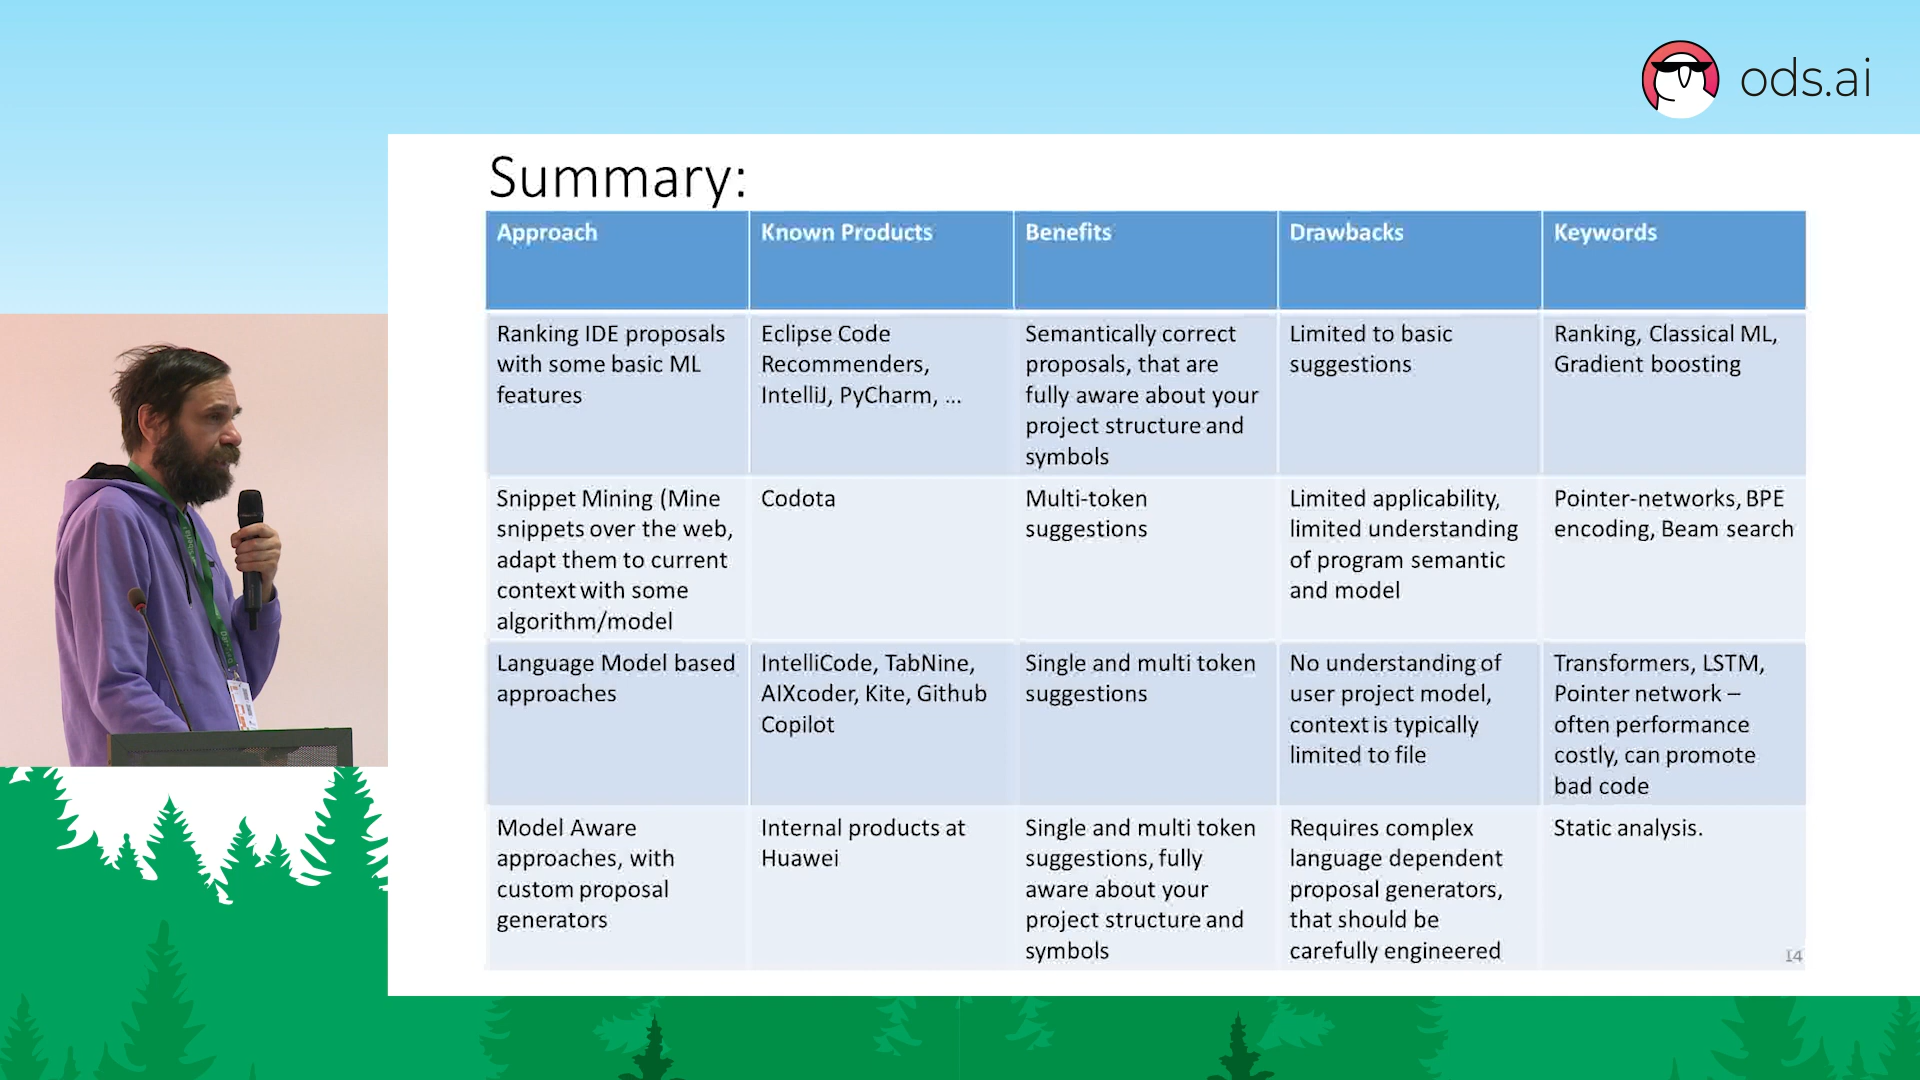 ods.ai
Summary:
Approach
Known Products
Benefits
Drawbacks
Keywords
Ranking IDE proposals
with some basic ML
features
Eclipse Code
Recommenders,
IntelliJ, PyCharm, ...
Semantically correct
proposals, that are
fully aware about your
project structure and
symbols
Limited to basic
suggestions
Ranking, Classical ML,
Gradient boosting
Snippet Mining (Mine
snippets over the web,
adapt them to current
context with some
algorithm/model
Codota
Multi-token
suggestions
Limited applicability,
limited understanding
of program semantic
and model
Pointer-networks, BPE
encoding, Beam search
Language Model based
approaches
IntelliCode, TabNine,
AIXcoder, Kite, Github
Copilot
Single and multi token
suggestions
No understanding of
user project model,
context is typically
limited to file
Transformers, LSTM,
Pointer network –
often performance
costly, can promote
bad code
Model Aware
approaches, with
custom proposal
generators
Internal products at
Huawei
Single and multi token
suggestions, fully
aware about your
project structure and
symbols
Requires complex
language dependent
proposal generators,
that should be
carefully engineered
Static analysis.
14